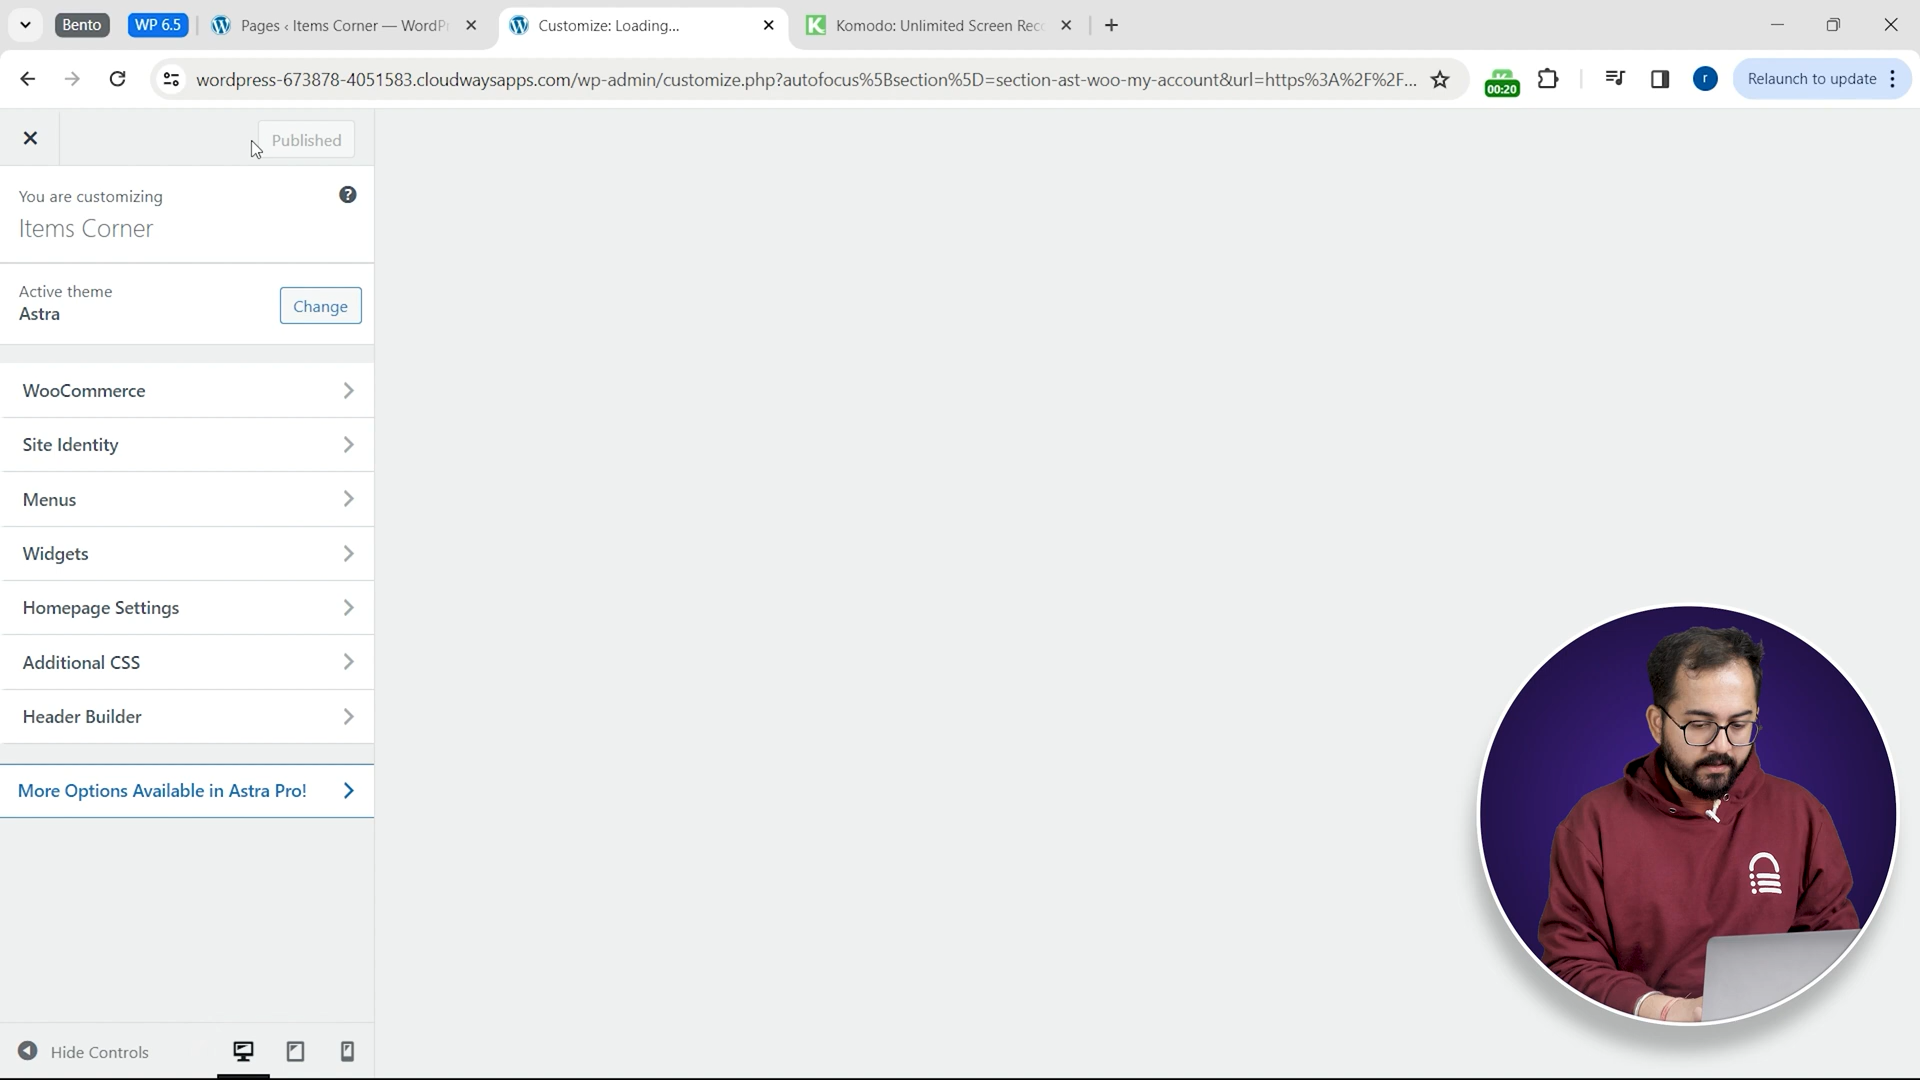 Bento
WP 6.5
Pages ‹ Items Corner — WordPr
Customize: Loading...
Komodo: Unlimited Screen Reco
wordpress-673878-4051583.cloudwaysapps.com/wp-admin/customize.php?autofocus%5Bsection%5D=section-ast-woo-my-account&url=https%3A%2F%2F...
00:20
r
Relaunch to update
Published
You are customizing
Items Corner
Active theme
Astra
Change
WooCommerce
Site Identity
Menus
Widgets
Homepage Settings
Additional CSS
Header Builder
More Options Available in Astra Pro!
Hide Controls